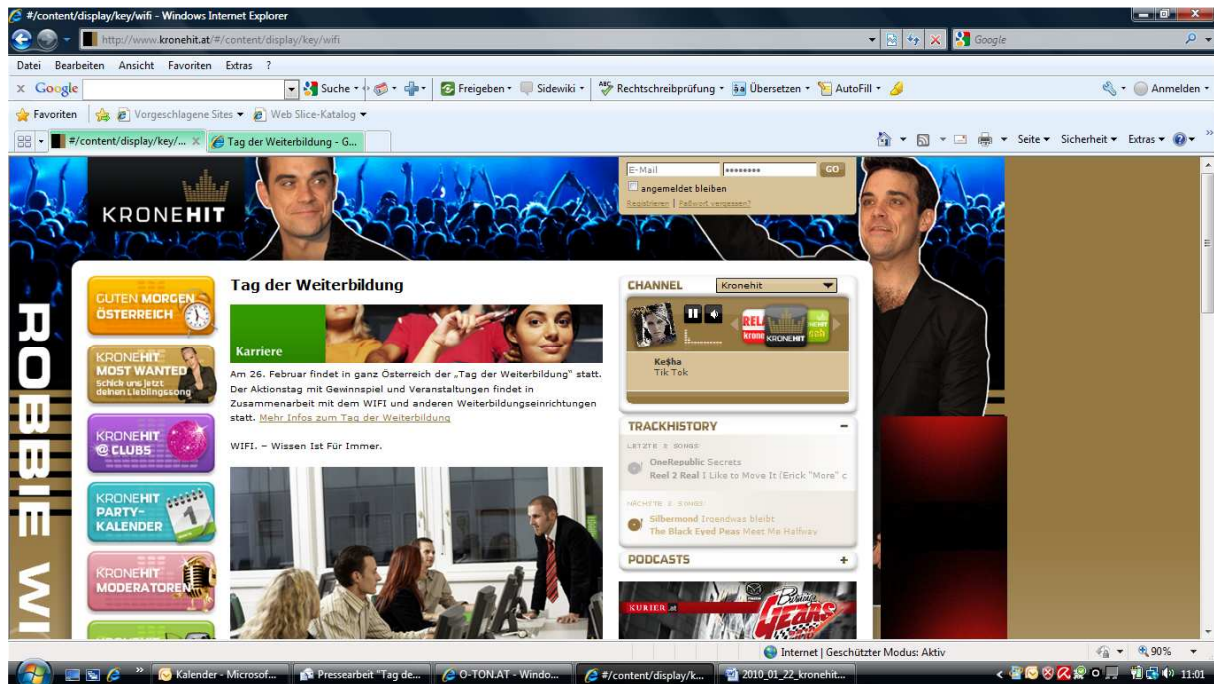 #/content/display/key/wifi - Windows Internet Explorer
http://www.kronehit.at/#/content/display/key/wifi
Google
Datei Bearbeiten Ansicht Favoriten Extras ?
x Google Suche Freigeben Sidewiki Rechtschreibprüfung Übersetzen AutoFill Anmelden
Favoriten Vorgeschlagene Sites Web Slice-Katalog
#/content/display/key/... x Tag der Weiterbildung - G...
Seite Sicherheit Extras
KRONEHIT
E-Mail GO
angemeldet bleiben
Registrieren | Paßwort vergessen?
ROBBIE WI
GUTEN MORGEN
ÖSTERREICH
KRONEHIT
MOST WANTED
Schick uns jetzt
deinen Lieblingssong
KRONEHIT
@ CLUBS
KRONEHIT
PARTY-
KALENDER
1
KRONEHIT
MODERATOREN
Tag der Weiterbildung
Karriere
Am 26. Februar findet in ganz Österreich der „Tag der Weiterbildung" statt.
Der Aktionstag mit Gewinnspiel und Veranstaltungen findet in
Zusammenarbeit mit dem WIFI und anderen Weiterbildungseinrichtungen
statt. Mehr Infos zum Tag der Weiterbildung
WIFI. – Wissen Ist Für Immer.
CHANNEL Kronehit
RELA
krone
KRONEHIT
Ke$ha
Tik Tok
TRACKHISTORY –
LETZTE 2 SONGS
OneRepublic Secrets
Reel 2 Real I Like to Move It (Erick "More" c
NÄCHSTE 2 SONGS
Silbermond Irgendwas bleibt
The Black Eyed Peas Meet Me Halfway
PODCASTS +
KURIER.at
Business
GEARS
Internet | Geschützter Modus: Aktiv 90%
Kalender - Microsof... Pressearbeit "Tag de... O-TON.AT - Windo... #/content/display/k... 2010_01_22_kronehit... 11:01